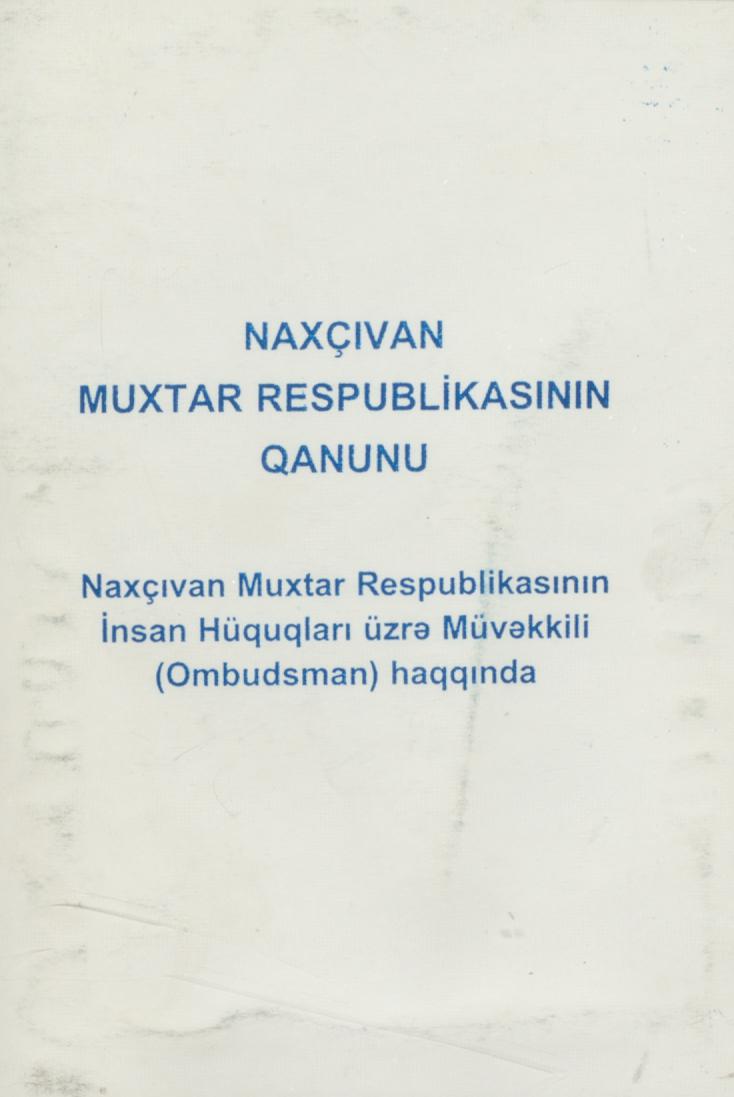 NAXÇIVAN
MUXTAR RESPUBLİKASININ
QANUNU
Naxçıvan Muxtar Respublikasının
İnsan Hüquqları üzrə Müvəkkili
(Ombudsman) haqqında